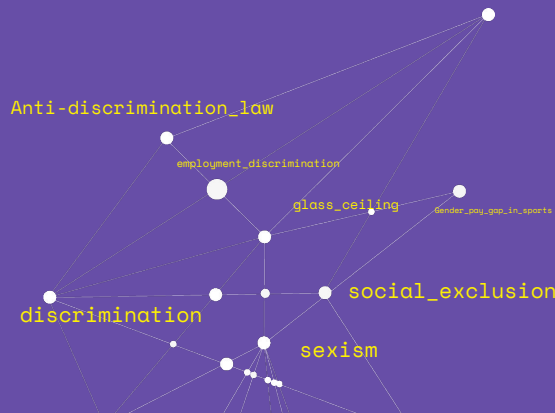 Anti-discrimination_law
employment_discrimination
glass_ceiling
Gender_pay_gap_in_sports
social_exclusion
discrimination
sexism